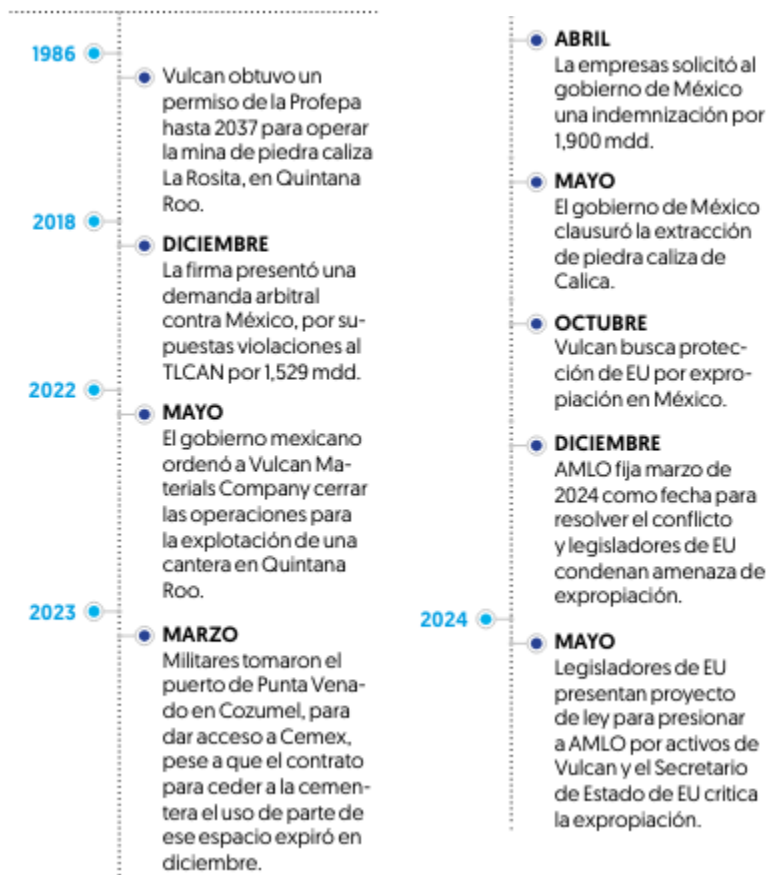 1986
Vulcan obtuvo un
permiso de la Profepa
hasta 2037 para operar
la mina de piedra caliza
La Rosita, en Quintana
Roo.
2018
DICIEMBRE
La firma presentó una
demanda arbitral
contra México, por su-
puestas violaciones al
TLCAN por 1,529 mdd.
2022
MAYO
El gobierno mexicano
ordenó a Vulcan Ma-
terials Company cerrar
las operaciones para
la explotación de una
cantera en Quintana
Roo.
2023
MARZO
Militares tomaron el
puerto de Punta Vena-
do en Cozumel, para
dar acceso a Cemex,
pese a que el contrato
para ceder a la cemen-
tera el uso de parte de
ese espacio expiró en
diciembre.
ABRIL
La empresas solicitó al
gobierno de México
una indemnización por
1,900 mdd.
MAYO
El gobierno de México
clausuró la extracción
de piedra caliza de
Calica.
OCTUBRE
Vulcan busca protec-
ción de EU por expro-
piación en México.
DICIEMBRE
AMLO fija marzo de
2024 como fecha para
resolver el conflicto
y legisladores de EU
condenan amenaza de
expropiación.
2024
MAYO
Legisladores de EU
presentan proyecto
de ley para presionar
a AMLO por activos de
Vulcan y el Secretario
de Estado de EU critica
la expropiación.